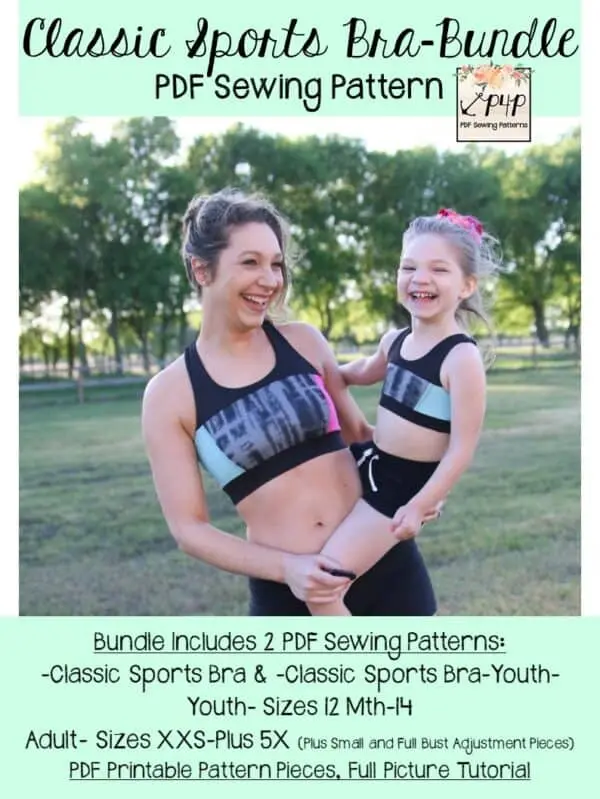 Classic Sports Bra-Bundle
PDF Sewing Pattern
P4P
PDF Sewing Patterns
Bundle Includes 2 PDF Sewing Patterns:
-Classic Sports Bra & -Classic Sports Bra-Youth-
Youth- Sizes 12 Mth-14
Adult- Sizes XXS-Plus 5X (Plus Small and Full Bust Adjustment Pieces)
PDF Printable Pattern Pieces, Full Picture Tutorial